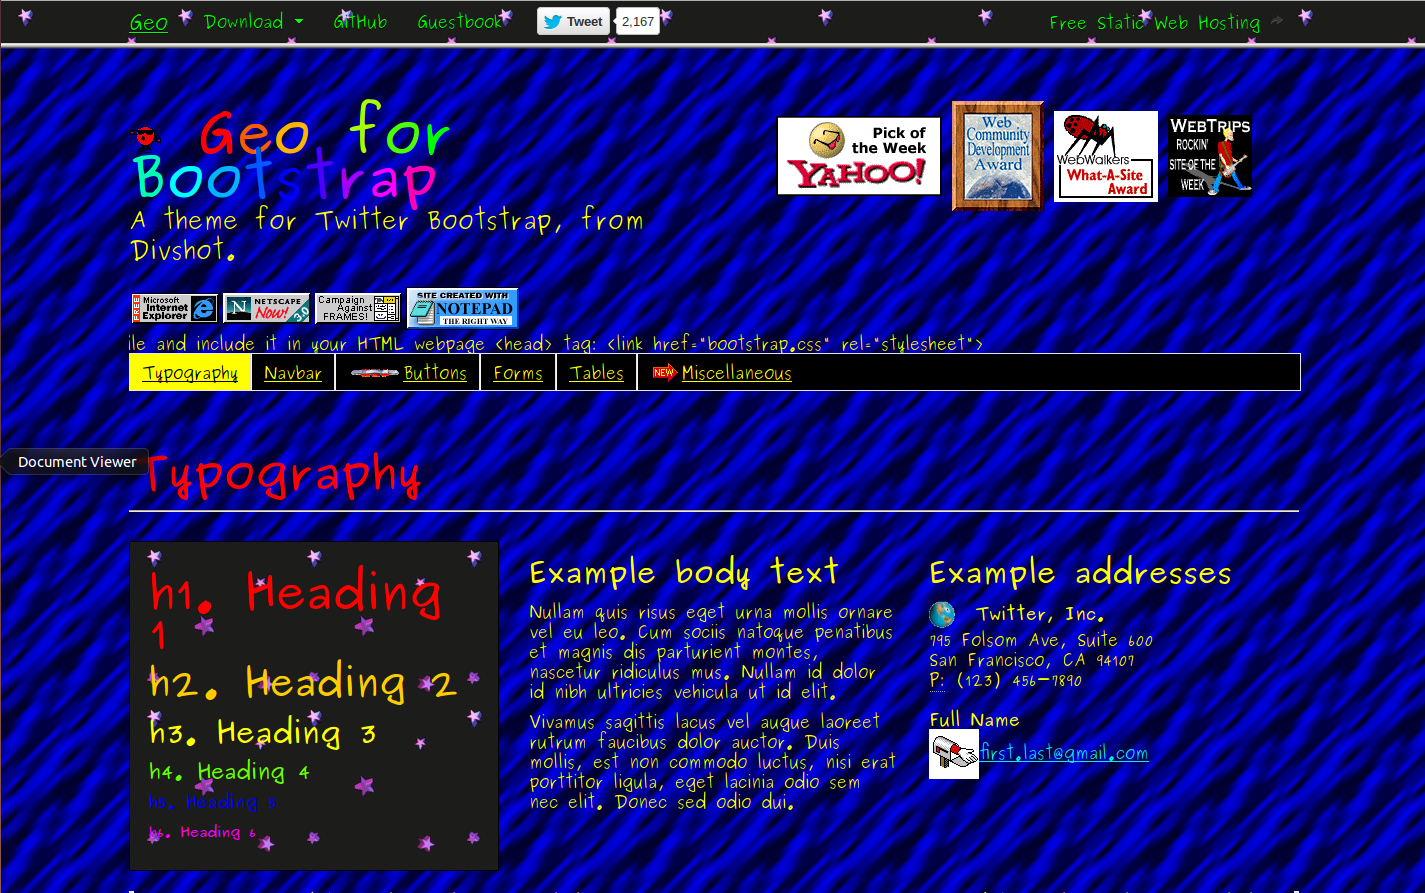 Geo Download GitHub Guestbook Tweet 2,167 Free Static Web Hosting
Geo for
Bootstrap
A theme for Twitter Bootstrap, from
Divshot.
Pick of
the Week
YAHOO!
Web
Community
Development
Award
WebWalkers
What-A-Site
Award
WEBTRIPS
ROCKIN'
SITE OF THE
WEEK
FREE Microsoft Internet Explorer
N NETSCAPE Now! 3.0
Campaign Against FRAMES!
SITE CREATED WITH
NOTEPAD
THE RIGHT WAY
ile and include it in your HTML webpage <head> tag: <link href="bootstrap.css" rel="stylesheet">
Typography Navbar Buttons Forms Tables NEW Miscellaneous
Document Viewer
Typography
h1. Heading
1
h2. Heading 2
h3. Heading 3
h4. Heading 4
h5. Heading 5
h6. Heading 6
Example body text
Nullam quis risus eget urna mollis ornare
vel eu leo. Cum sociis natoque penatibus
et magnis dis parturient montes,
nascetur ridiculus mus. Nullam id dolor
id nibh ultricies vehicula ut id elit.
Vivamus sagittis lacus vel augue laoreet
rutrum faucibus dolor auctor. Duis
mollis, est non commodo luctus, nisi erat
porttitor ligula, eget lacinia odio sem
nec elit. Donec sed odio dui.
Example addresses
Twitter, Inc.
795 Folsom Ave, Suite 600
San Francisco, CA 94107
P: (123) 456-7890
Full Name
first.last@gmail.com